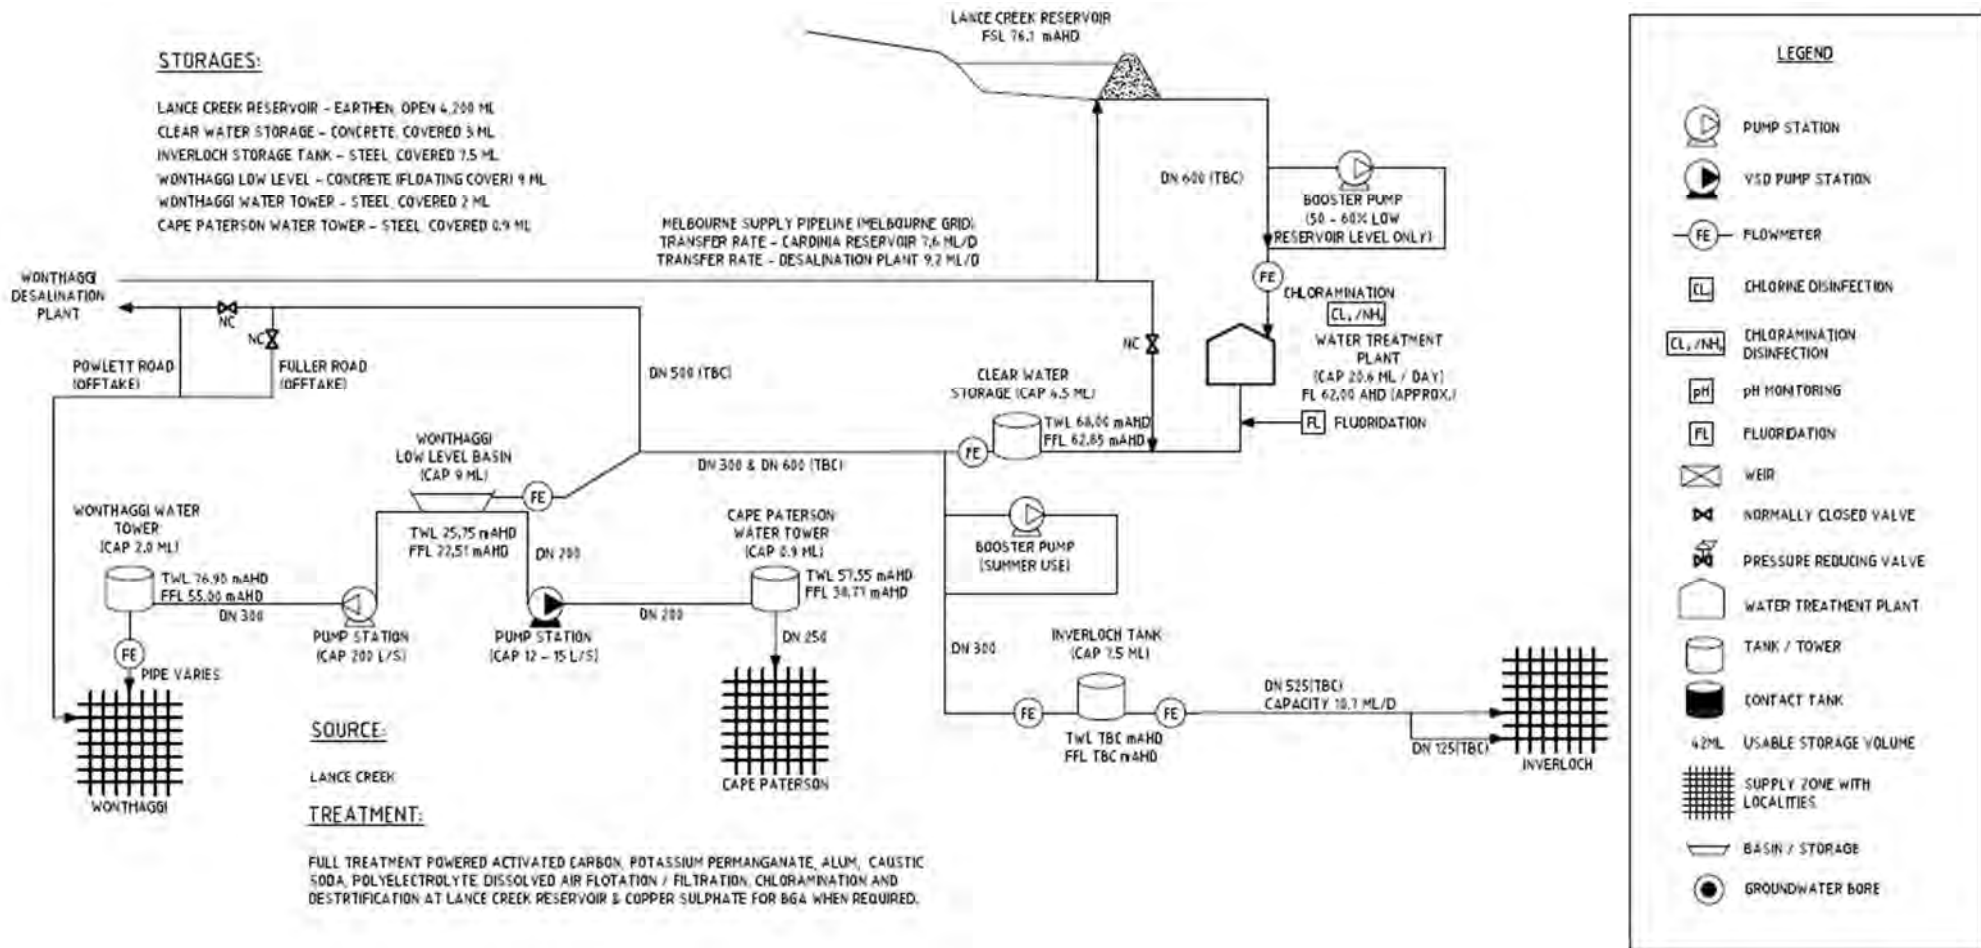 LANCE CREEK RESERVOIR
FSL 76.1 mAHD
STORAGES:
LANCE CREEK RESERVOIR - EARTHEN, OPEN 4,200 ML
CLEAR WATER STORAGE - CONCRETE, COVERED 5 ML
INVERLOCH STORAGE TANK - STEEL, COVERED 7.5 ML
WONTHAGGI LOW LEVEL - CONCRETE (FLOATING COVER) 9 ML
WONTHAGGI WATER TOWER - STEEL, COVERED 2 ML
CAPE PATERSON WATER TOWER - STEEL, COVERED 0.9 ML
MELBOURNE SUPPLY PIPELINE (MELBOURNE GRID)
TRANSFER RATE - CARDINIA RESERVOIR 7.6 ML/D
TRANSFER RATE - DESALINATION PLANT 9.2 ML/D
DN 600 (TBC)
BOOSTER PUMP
(50 - 60% LOW
RESERVOIR LEVEL ONLY)
FE
CHLORAMINATION
CL₂/NH₃
WATER TREATMENT
PLANT
(CAP 20.6 ML / DAY)
FL 62.00 AHD (APPROX.)
FL FLUORIDATION
NC
WONTHAGGI
DESALINATION
PLANT
NC
NC
POWLETT ROAD
(OFFTAKE)
FULLER ROAD
(OFFTAKE)
DN 500 (TBC)
CLEAR WATER
STORAGE (CAP 4.5 ML)
TWL 68.00 mAHD
FFL 62.85 mAHD
FE
DN 300 & DN 600 (TBC)
WONTHAGGI
LOW LEVEL BASIN
(CAP 9 ML)
FE
TWL 25.75 mAHD
FFL 22.51 mAHD
DN 200
WONTHAGGI WATER
TOWER
(CAP 2.0 ML)
TWL 76.90 mAHD
FFL 55.00 mAHD
DN 300
PUMP STATION
(CAP 200 L/S)
PUMP STATION
(CAP 12 - 15 L/S)
DN 200
CAPE PATERSON
WATER TOWER
(CAP 0.9 ML)
TWL 57.55 mAHD
FFL 38.71 mAHD
DN 250
CAPE PATERSON
FE
PIPE VARIES
WONTHAGGI
BOOSTER PUMP
(SUMMER USE)
DN 300
INVERLOCH TANK
(CAP 7.5 ML)
FE
FE
TWL TBC mAHD
FFL TBC mAHD
DN 525(TBC)
CAPACITY 10.7 ML/D
DN 125(TBC)
INVERLOCH
SOURCE:
LANCE CREEK
TREATMENT:
FULL TREATMENT POWERED ACTIVATED CARBON, POTASSIUM PERMANGANATE, ALUM, CAUSTIC
SODA, POLYELECTROLYTE, DISSOLVED AIR FLOTATION / FILTRATION, CHLORAMINATION AND
DESTRTIFICATION AT LANCE CREEK RESERVOIR & COPPER SULPHATE FOR BGA WHEN REQUIRED.
LEGEND
PUMP STATION
VSD PUMP STATION
FE FLOWMETER
CL₂ CHLORINE DISINFECTION
CL₂/NH₃ CHLORAMINATION
DISINFECTION
pH pH MONITORING
FL FLUORIDATION
WEIR
NORMALLY CLOSED VALVE
PRESSURE REDUCING VALVE
WATER TREATMENT PLANT
TANK / TOWER
CONTACT TANK
42ML USABLE STORAGE VOLUME
SUPPLY ZONE WITH
LOCALITIES
BASIN / STORAGE
GROUNDWATER BORE